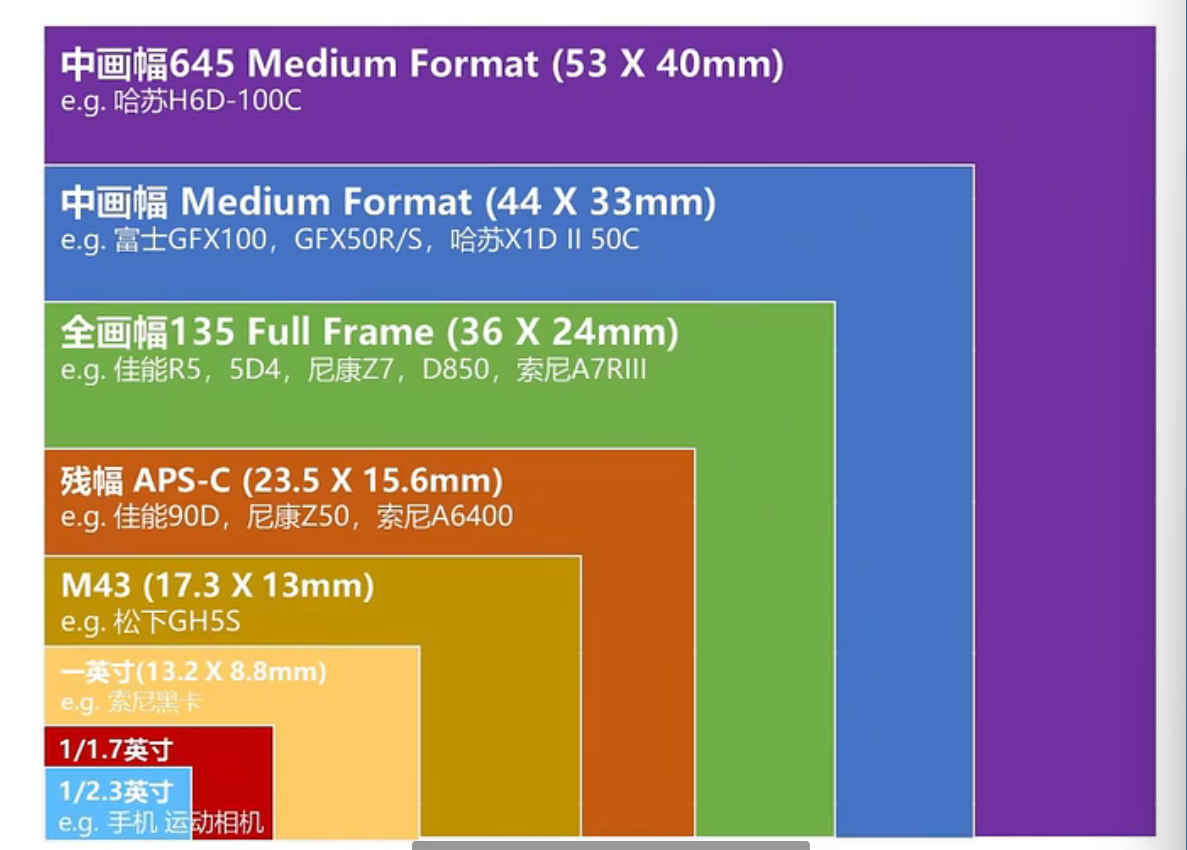 中画幅645 Medium Format (53 X 40mm)
e.g. 哈苏H6D-100C
中画幅 Medium Format (44 X 33mm)
e.g. 富士GFX100，GFX50R/S，哈苏X1D II 50C
全画幅135 Full Frame (36 X 24mm)
e.g. 佳能R5，5D4，尼康Z7，D850，索尼A7RIII
残幅 APS-C (23.5 X 15.6mm)
e.g. 佳能90D，尼康Z50，索尼A6400
M43 (17.3 X 13mm)
e.g. 松下GH5S
一英寸(13.2 X 8.8mm)
e.g. 索尼黑卡
1/1.7英寸
1/2.3英寸
e.g. 手机 运动相机